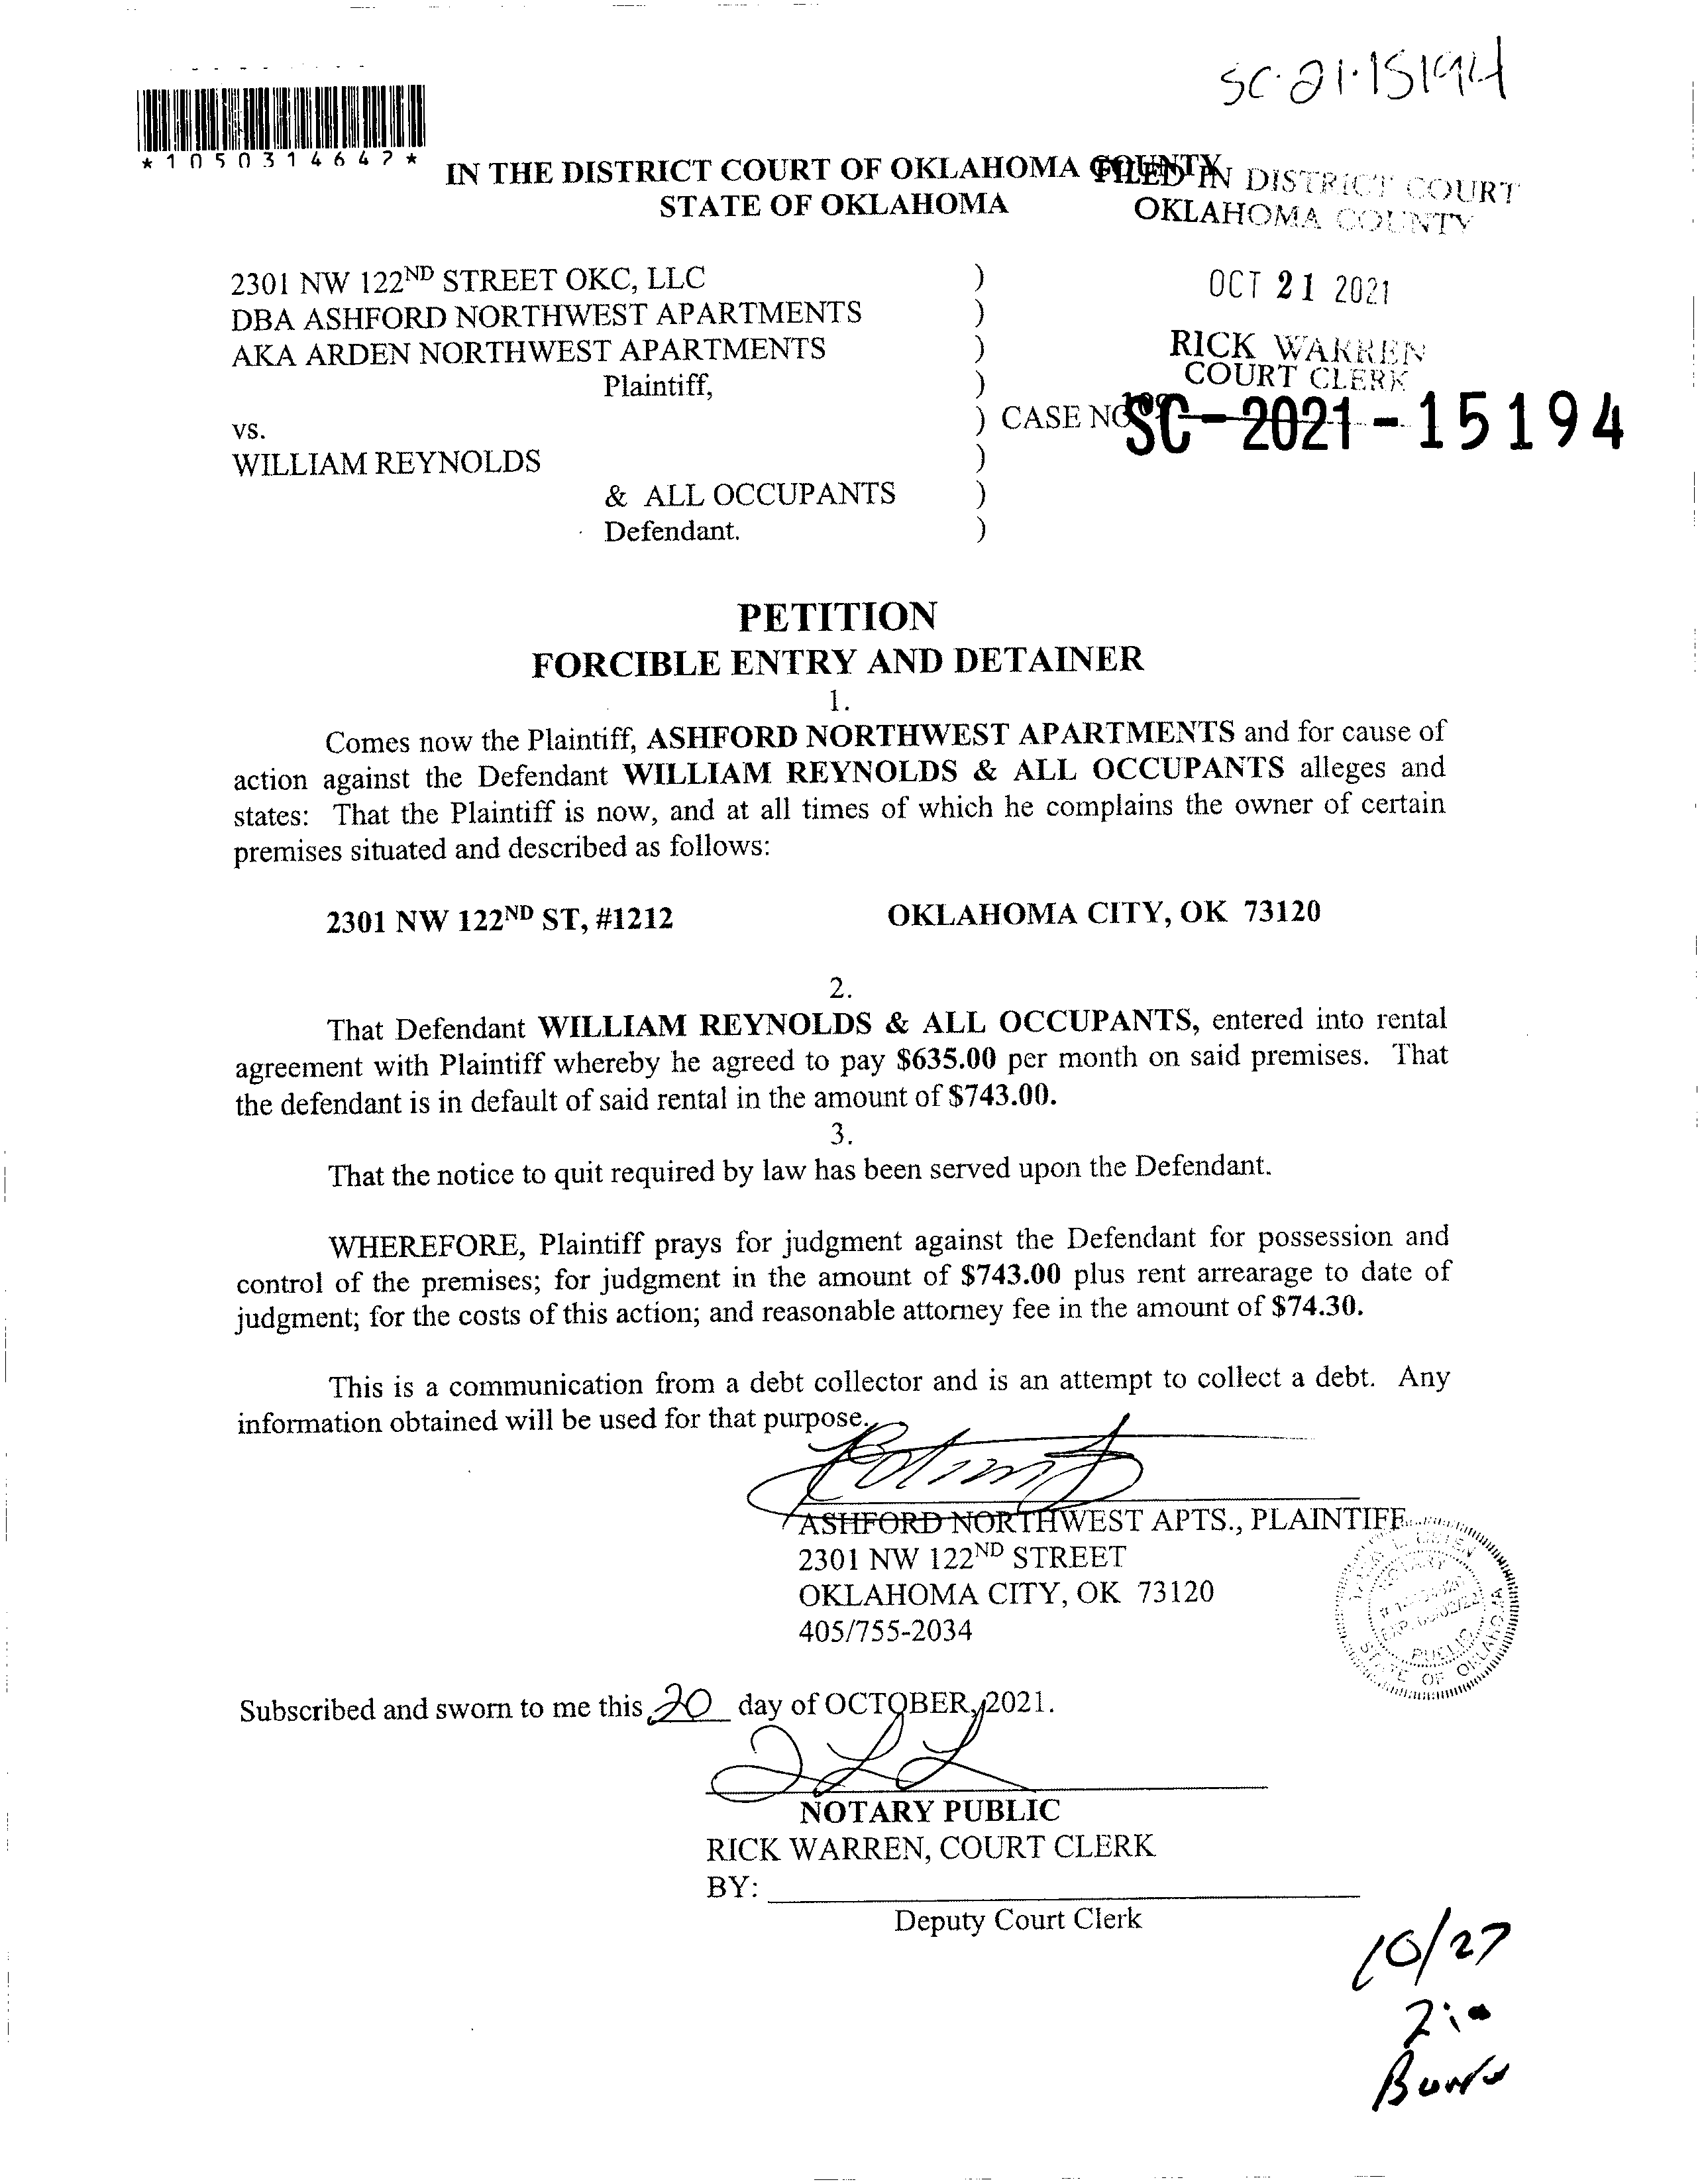 SC-21-15194
*1050314647*
IN THE DISTRICT COURT OF OKLAHOMA COUNTY
STATE OF OKLAHOMA
FILED IN DISTRICT COURT
OKLAHOMA COUNTY
OCT 21 2021
RICK WARREN
COURT CLERK
2301 NW 122ND STREET OKC, LLC )
DBA ASHFORD NORTHWEST APARTMENTS )
AKA ARDEN NORTHWEST APARTMENTS )
Plaintiff, )
vs. ) CASE NO SC-2021-15194
WILLIAM REYNOLDS )
& ALL OCCUPANTS )
Defendant. )
PETITION
FORCIBLE ENTRY AND DETAINER
1.
Comes now the Plaintiff, ASHFORD NORTHWEST APARTMENTS and for cause of
action against the Defendant WILLIAM REYNOLDS & ALL OCCUPANTS alleges and
states: That the Plaintiff is now, and at all times of which he complains the owner of certain
premises situated and described as follows:
2301 NW 122ND ST, #1212 OKLAHOMA CITY, OK 73120
2.
That Defendant WILLIAM REYNOLDS & ALL OCCUPANTS, entered into rental
agreement with Plaintiff whereby he agreed to pay $635.00 per month on said premises. That
the defendant is in default of said rental in the amount of $743.00.
3.
That the notice to quit required by law has been served upon the Defendant.
WHEREFORE, Plaintiff prays for judgment against the Defendant for possession and
control of the premises; for judgment in the amount of $743.00 plus rent arrearage to date of
judgment; for the costs of this action; and reasonable attorney fee in the amount of $74.30.
This is a communication from a debt collector and is an attempt to collect a debt. Any
information obtained will be used for that purpose.
ASHFORD NORTHWEST APTS., PLAINTIFF
2301 NW 122ND STREET
OKLAHOMA CITY, OK 73120
405/755-2034
NOTARY
PUBLIC
STATE OF OKLAHOMA
Subscribed and sworn to me this 20 day of OCTOBER, 2021.
NOTARY PUBLIC
RICK WARREN, COURT CLERK
BY:
Deputy Court Clerk
10/27